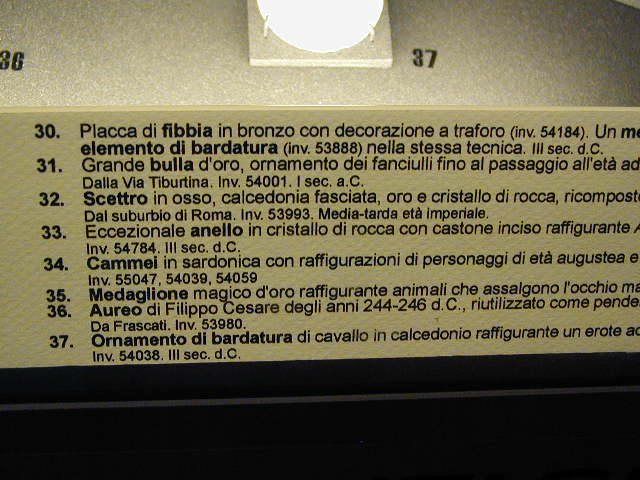 36
37
30. Placca di fibbia in bronzo con decorazione a traforo (inv. 54184). Un
elemento di bardatura (inv. 53888) nella stessa tecnica. III sec. d.C.
31. Grande bulla d'oro, ornamento dei fanciulli fino al passaggio all'età
Dalla Via Tiburtina. Inv. 54001. I sec. a.C.
32. Scettro in osso, calcedonia fasciata, oro e cristallo di rocca,
Dal suburbio di Roma. Inv. 53993. Media-tarda età imperiale.
33. Eccezionale anello in cristallo di rocca con castone inciso raffigurante
Inv. 54784. III sec. d.C.
34. Cammei in sardonica con raffigurazioni di personaggi di età augustea e
Inv. 55047, 54039, 54059
35. Medaglione magico d'oro raffigurante animali che assalgono l'occhio
36. Aureo di Filippo Cesare degli anni 244-246 d.C., riutilizzato come
Da Frascati. Inv. 53980.
37. Ornamento di bardatura di cavallo in calcedonio raffigurante un erote
Inv. 54038. III sec. d.C.